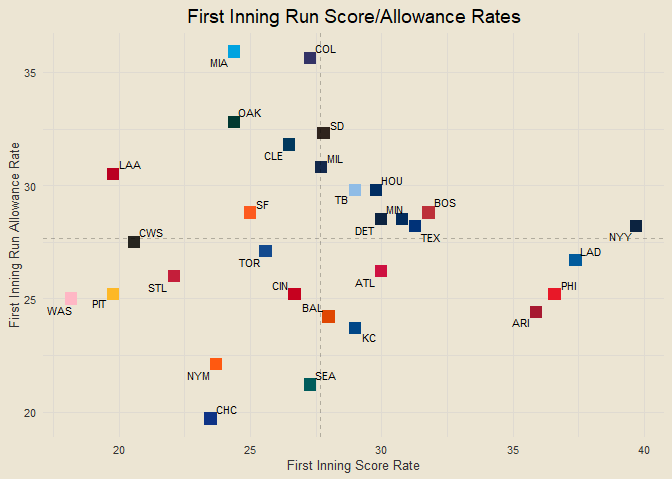 First Inning Run Score/Allowance Rates
COL
MIA
35
OAK
SD
CLE
MIL
LAA
30
HOU
TB
SF
MIN
BOS
DET
TEX
CWS
NYY
TOR
LAD
STL
CIN
ATL
PHI
25
WAS
PIT
BAL
ARI
KC
NYM
SEA
20
CHC
First Inning Run Allowance Rate
20 25 30 35 40
First Inning Score Rate